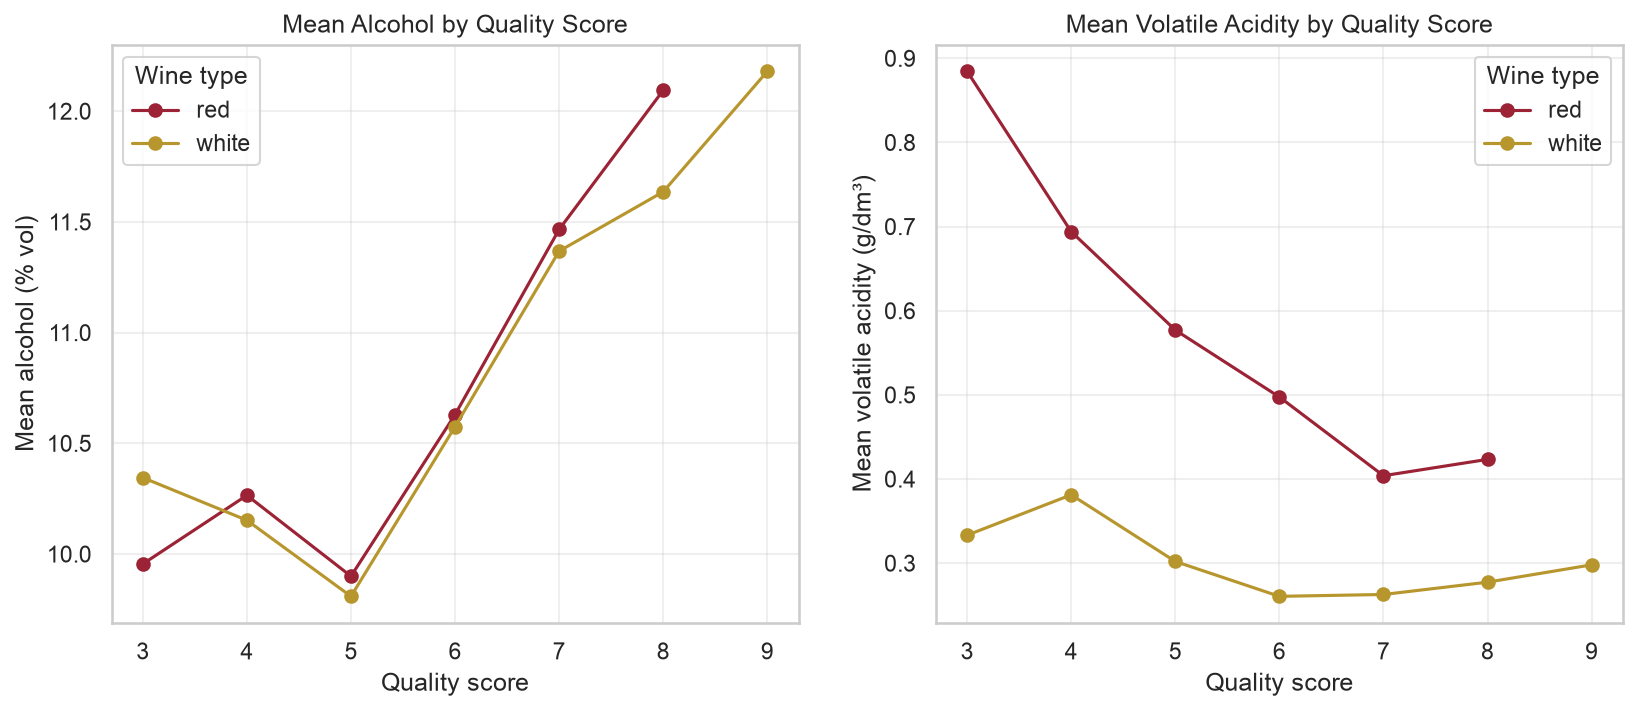 Mean Alcohol by Quality Score
Wine type
red
white
12.0
11.5
11.0
10.5
10.0
Mean alcohol (% vol)
3 4 5 6 7 8 9
Quality score
Mean Volatile Acidity by Quality Score
Wine type
red
white
0.9
0.8
0.7
0.6
0.5
0.4
0.3
Mean volatile acidity (g/dm³)
3 4 5 6 7 8 9
Quality score